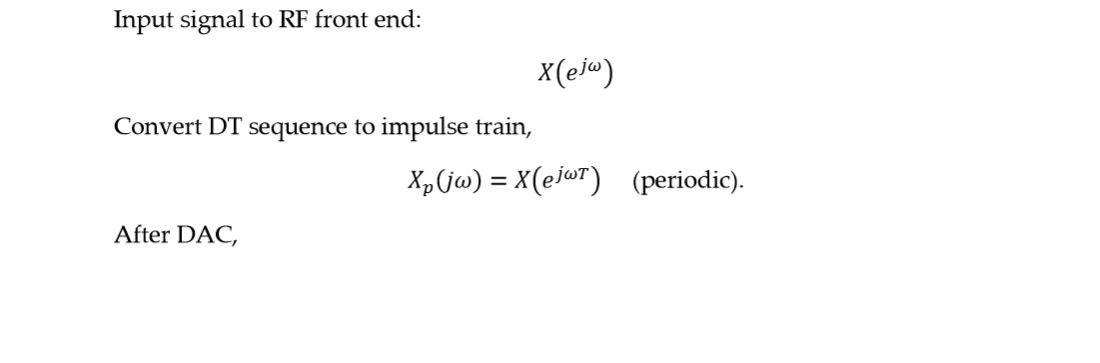 Input signal to RF front end:
X(e^{jω})
Convert DT sequence to impulse train,
X_p(jω) = X(e^{jωT}) (periodic).
After DAC,